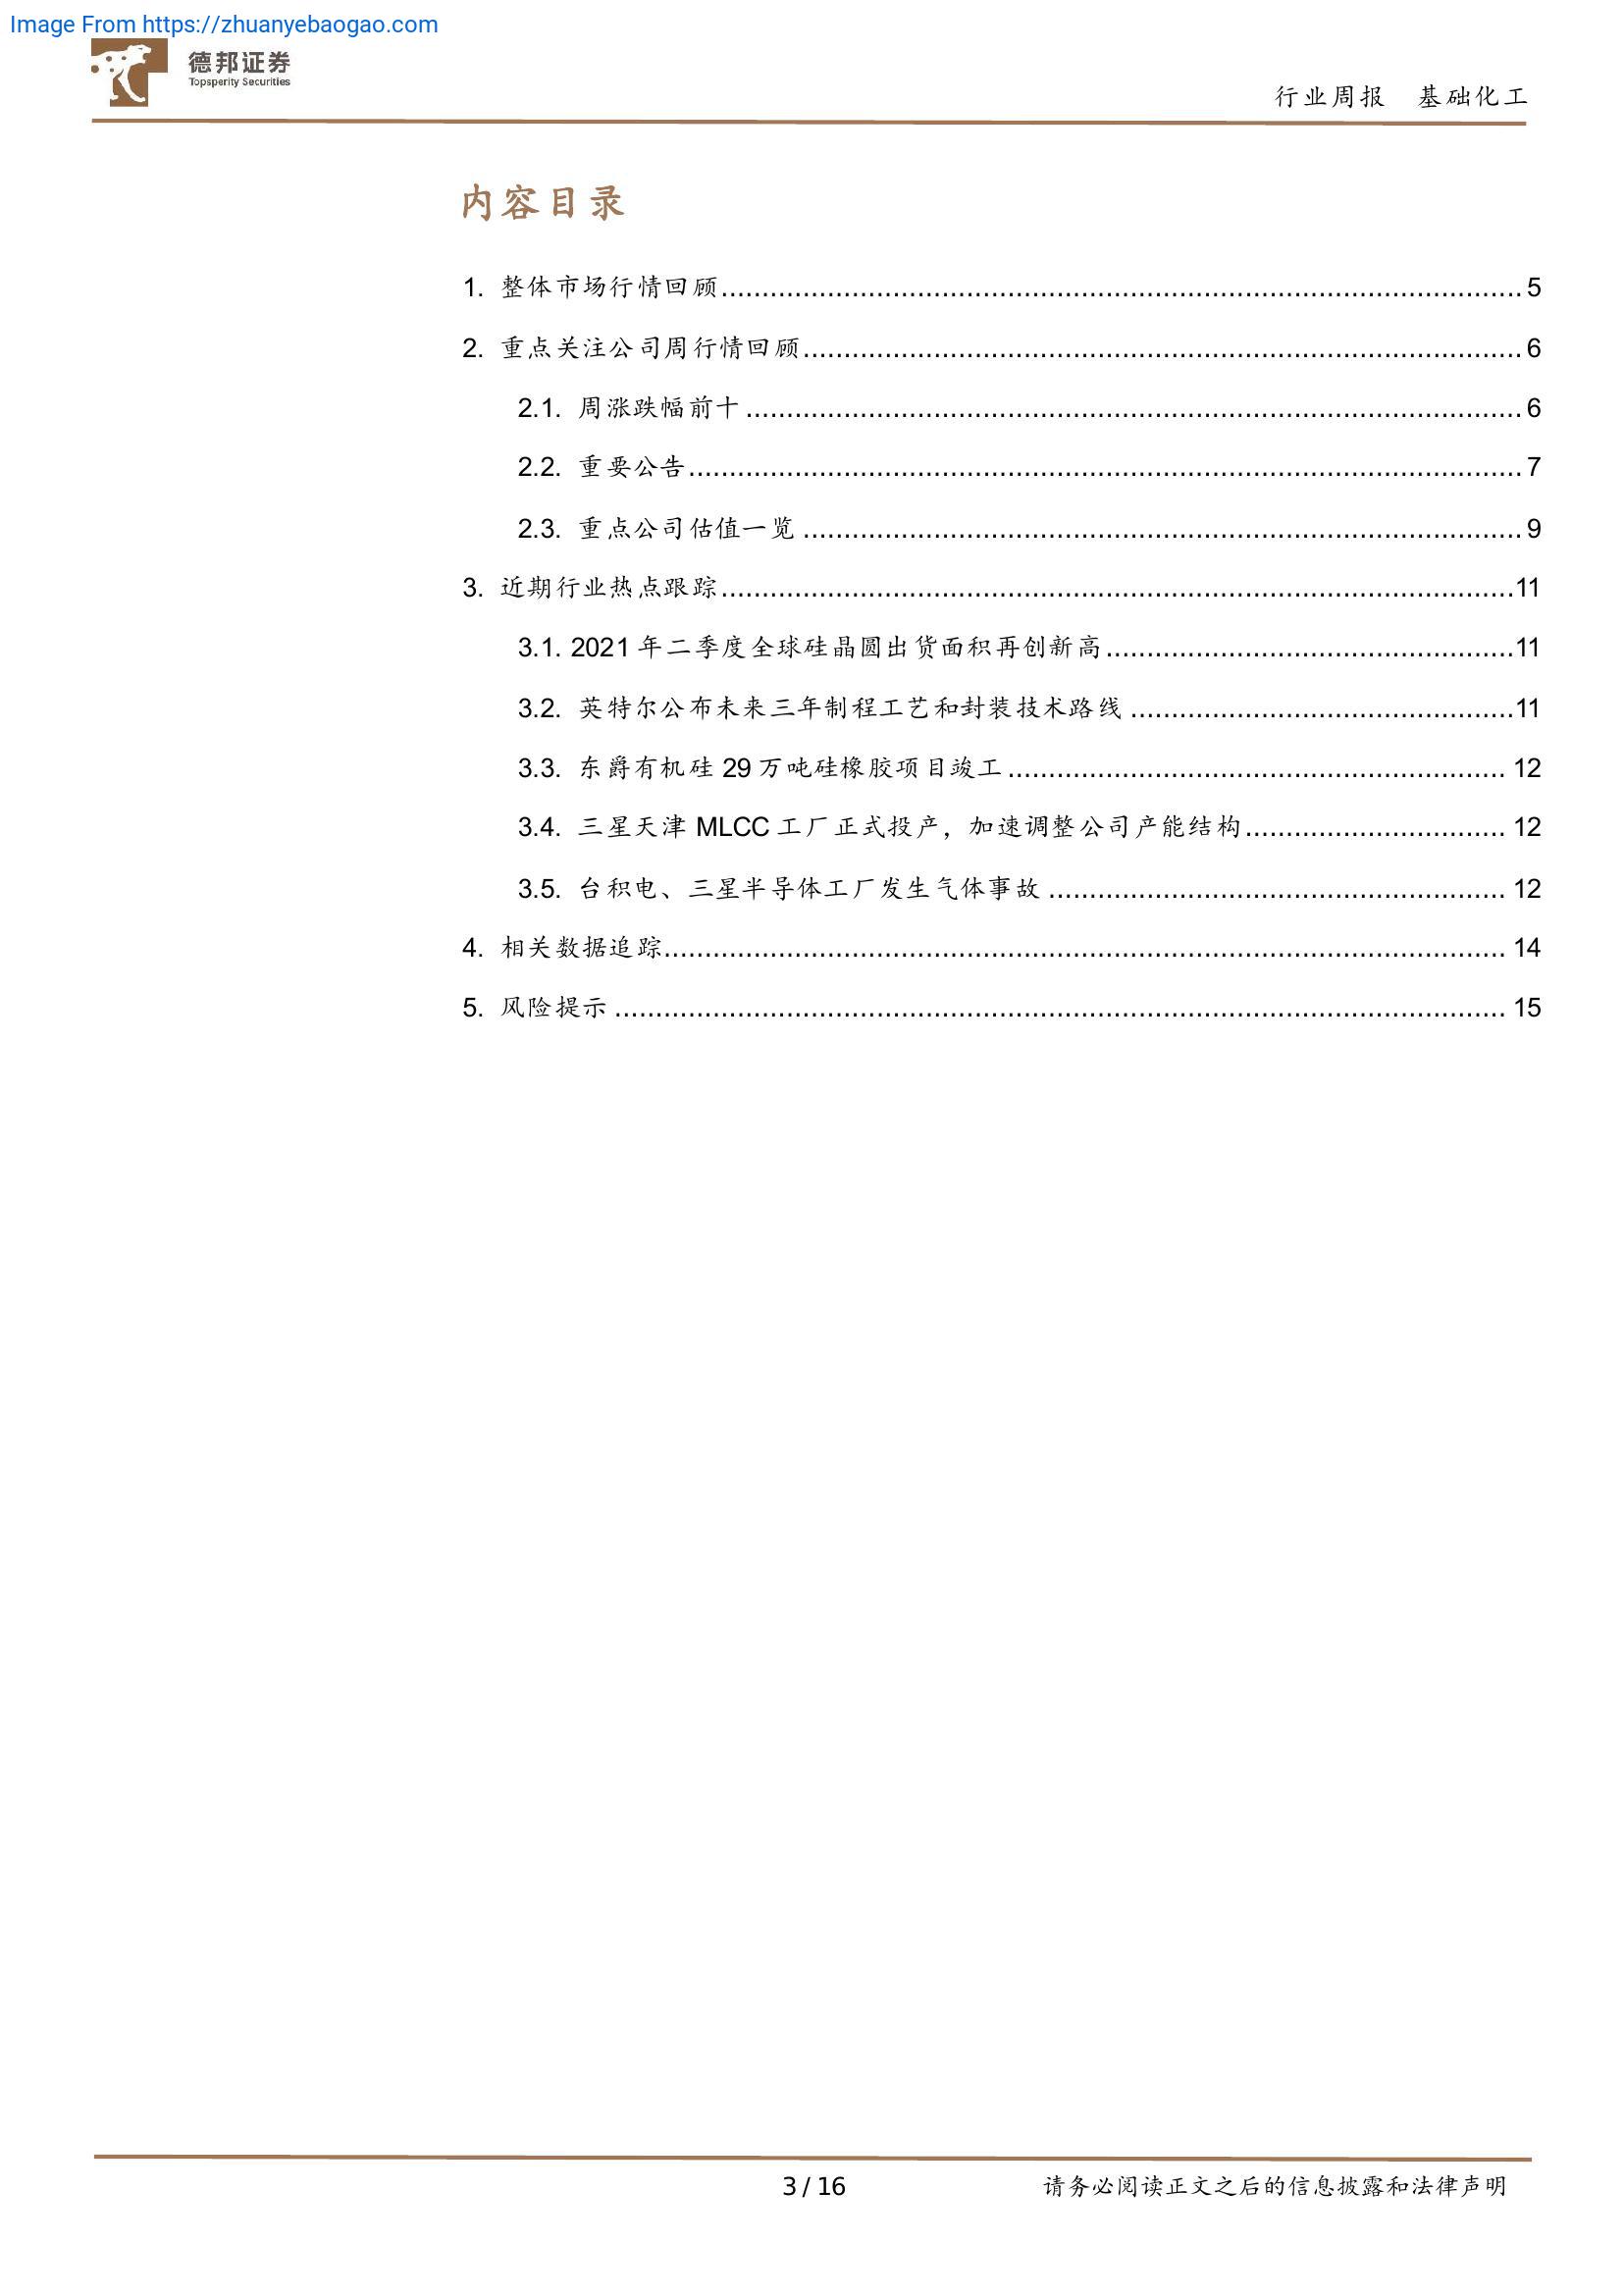 Image From https://zhuanyebaogao.com
德邦证券
Topsperity Securities
行业周报 基础化工
内容目录
1. 整体市场行情回顾 5
2. 重点关注公司周行情回顾 6
2.1. 周涨跌幅前十 6
2.2. 重要公告 7
2.3. 重点公司估值一览 9
3. 近期行业热点跟踪 11
3.1. 2021 年二季度全球硅晶圆出货面积再创新高 11
3.2. 英特尔公布未来三年制程工艺和封装技术路线 11
3.3. 东爵有机硅 29 万吨硅橡胶项目竣工 12
3.4. 三星天津 MLCC 工厂正式投产，加速调整公司产能结构 12
3.5. 台积电、三星半导体工厂发生气体事故 12
4. 相关数据追踪 14
5. 风险提示 15
3 / 16
请务必阅读正文之后的信息披露和法律声明